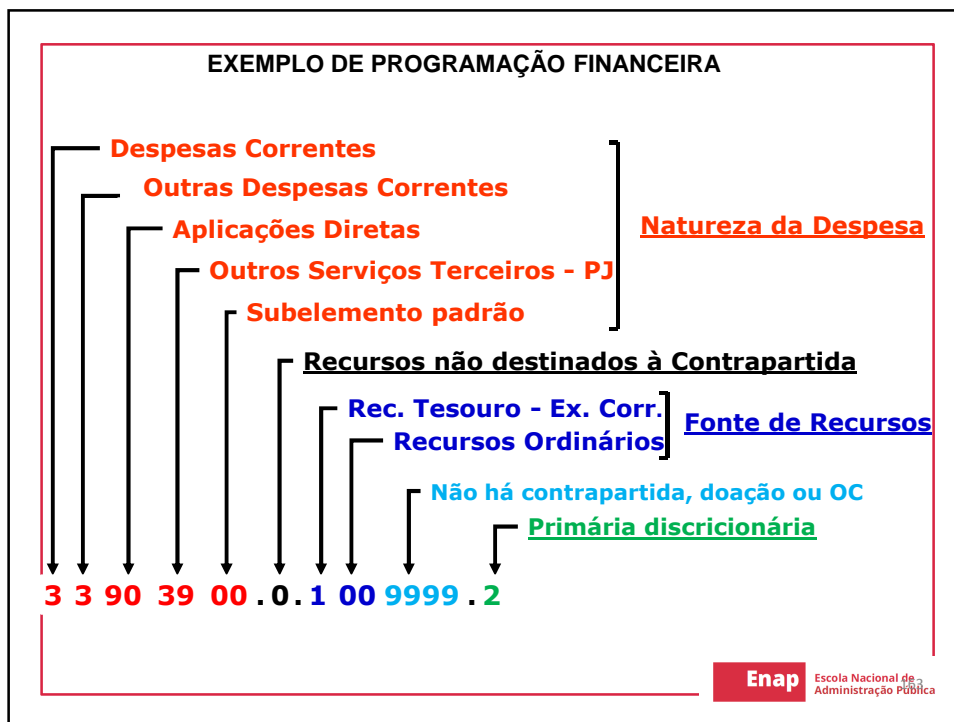 EXEMPLO DE PROGRAMAÇÃO FINANCEIRA
Despesas Correntes
Outras Despesas Correntes
Aplicações Diretas
Natureza da Despesa
Outros Serviços Terceiros - PJ
Subelemento padrão
Recursos não destinados à Contrapartida
Rec. Tesouro - Ex. Corr.
Fonte de Recursos
Recursos Ordinários
Não há contrapartida, doação ou OC
Primária discricionária
3 3 90 39 00 . 0 . 1 00 9999 . 2
Enap
Escola Nacional de
Administração Pública
163